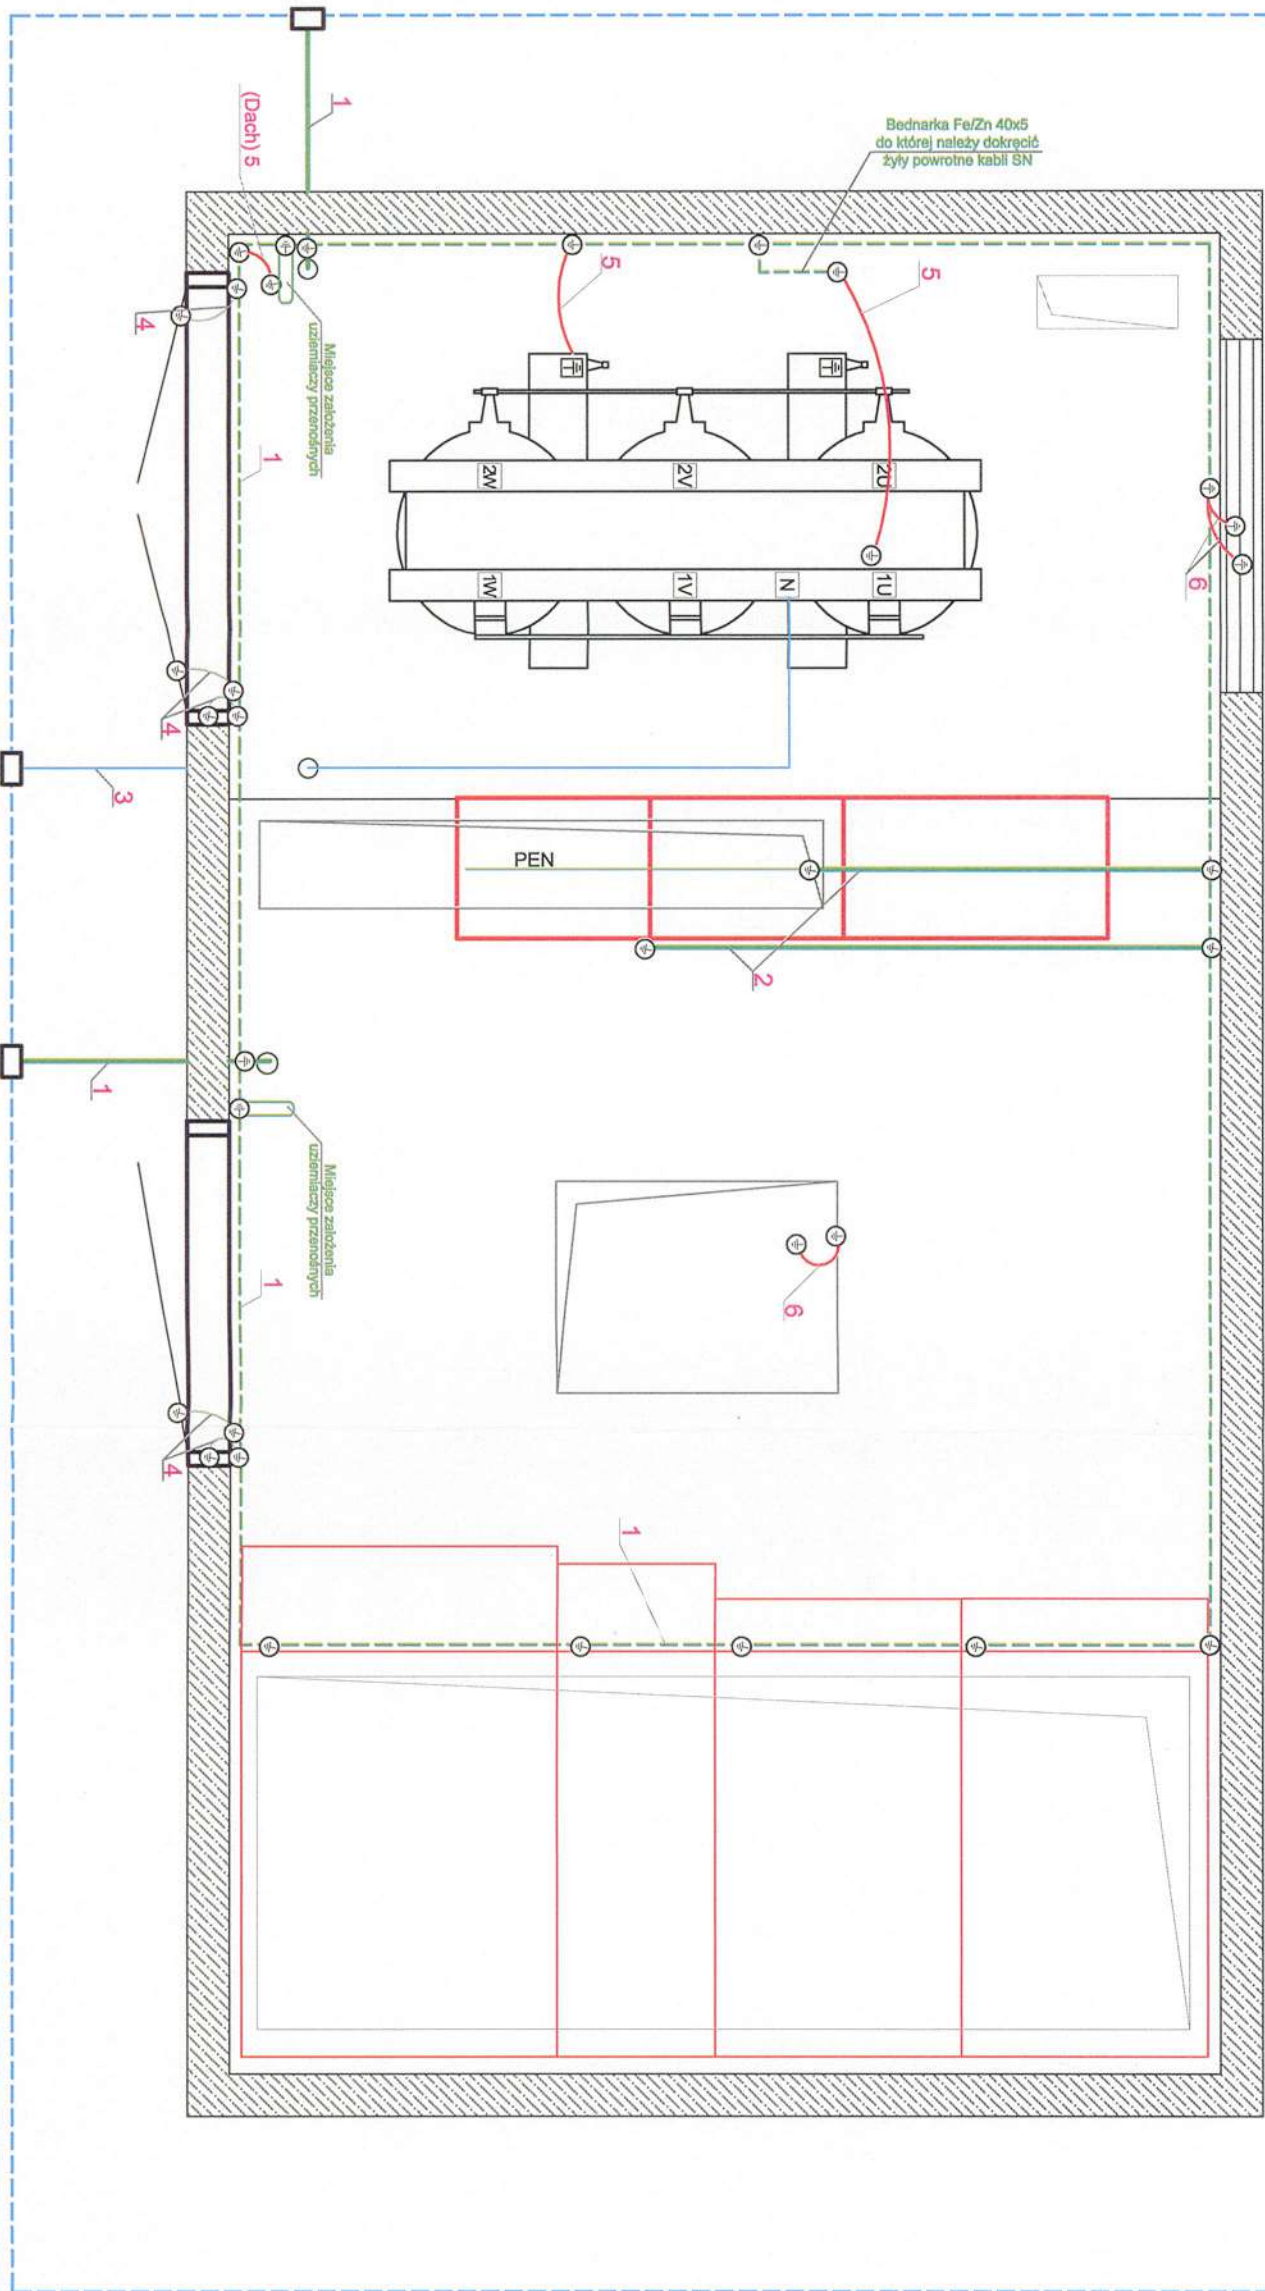 1
(Dach) 5
Bednarka Fe/Zn 40x5
do której należy dokręcić
żyły powrotne kabli SN
5
5
4
Miejsce założenia
uziemiaczy przenośnych
1
2W
2V
2U
1W
1V
N
1U
6
4
3
PEN
2
1
Miejsce założenia
uziemiaczy przenośnych
1
6
4
1